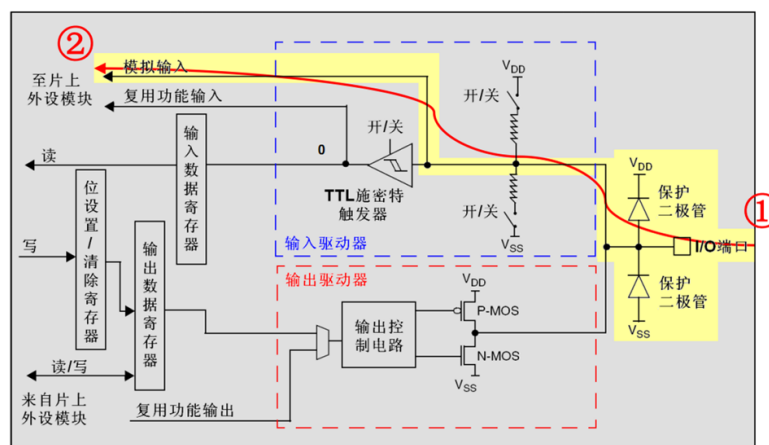 ②
模拟输入
至片上
外设模块
复用功能输入
读
写
位设置/清除寄存器
输入数据寄存器
输出数据寄存器
0
开/关
TTL施密特
触发器
输入驱动器
VDD
开/关
开/关
VSS
VDD
保护
二极管
①
I/O端口
保护
二极管
VSS
输出驱动器
VDD
P-MOS
输出控
制电路
N-MOS
VSS
读/写
来自片上
外设模块
复用功能输出